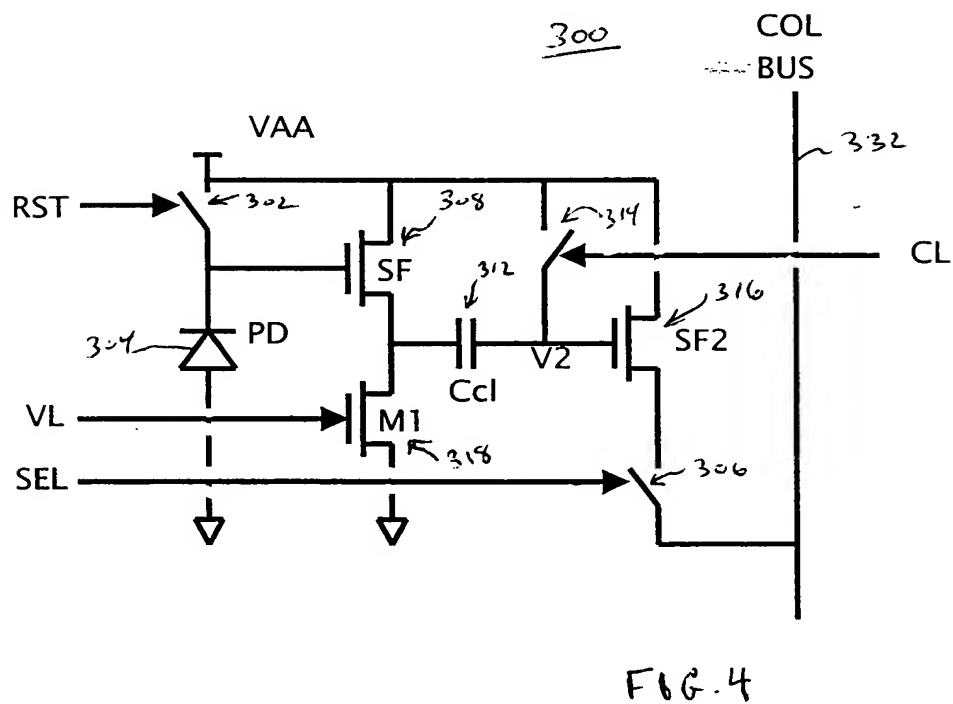 300
COL
BUS
VAA
332
RST
302
308
314
SF
312
CL
316
SF2
304
PD
V2
Ccl
VL
M1
318
SEL
306
FIG. 4